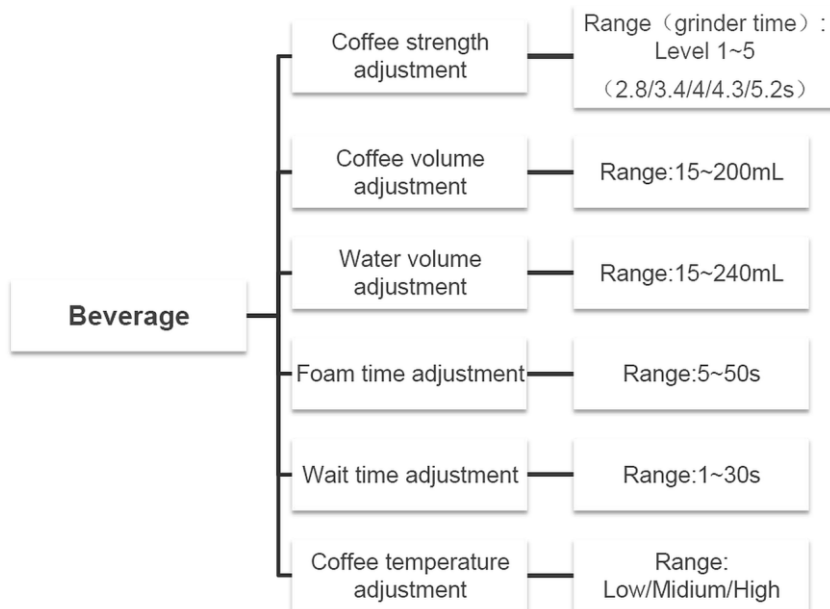 Coffee strength
adjustment
Range（grinder time）:
Level 1~5
（2.8/3.4/4/4.3/5.2s）
Coffee volume
adjustment
Range:15~200mL
Water volume
adjustment
Range:15~240mL
Beverage
Foam time adjustment
Range:5~50s
Wait time adjustment
Range:1~30s
Coffee temperature
adjustment
Range:
Low/Midium/High